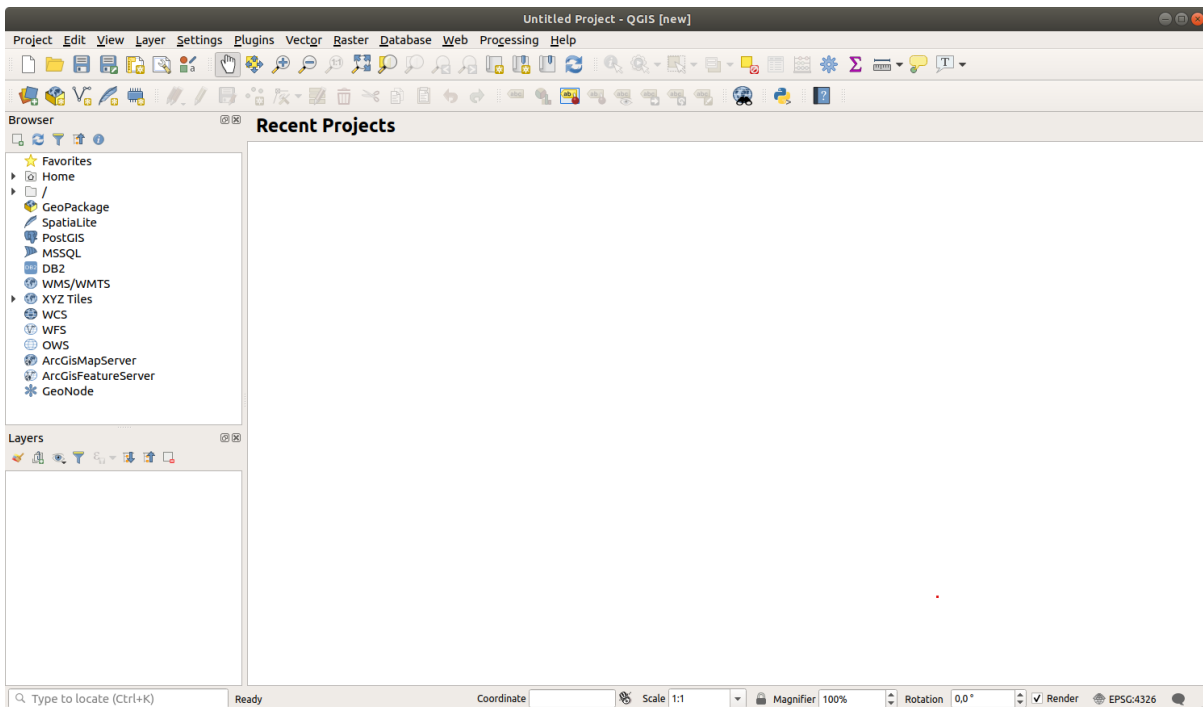 Untitled Project - QGIS [new]
Project Edit View Layer Settings Plugins Vector Raster Database Web Processing Help
Browser
Recent Projects
Favorites
Home
/
GeoPackage
SpatiaLite
PostGIS
MSSQL
DB2
WMS/WMTS
XYZ Tiles
WCS
WFS
OWS
ArcGisMapServer
ArcGisFeatureServer
GeoNode
Layers
Type to locate (Ctrl+K) Ready Coordinate Scale 1:1 Magnifier 100% Rotation 0,0 ° Render EPSG:4326